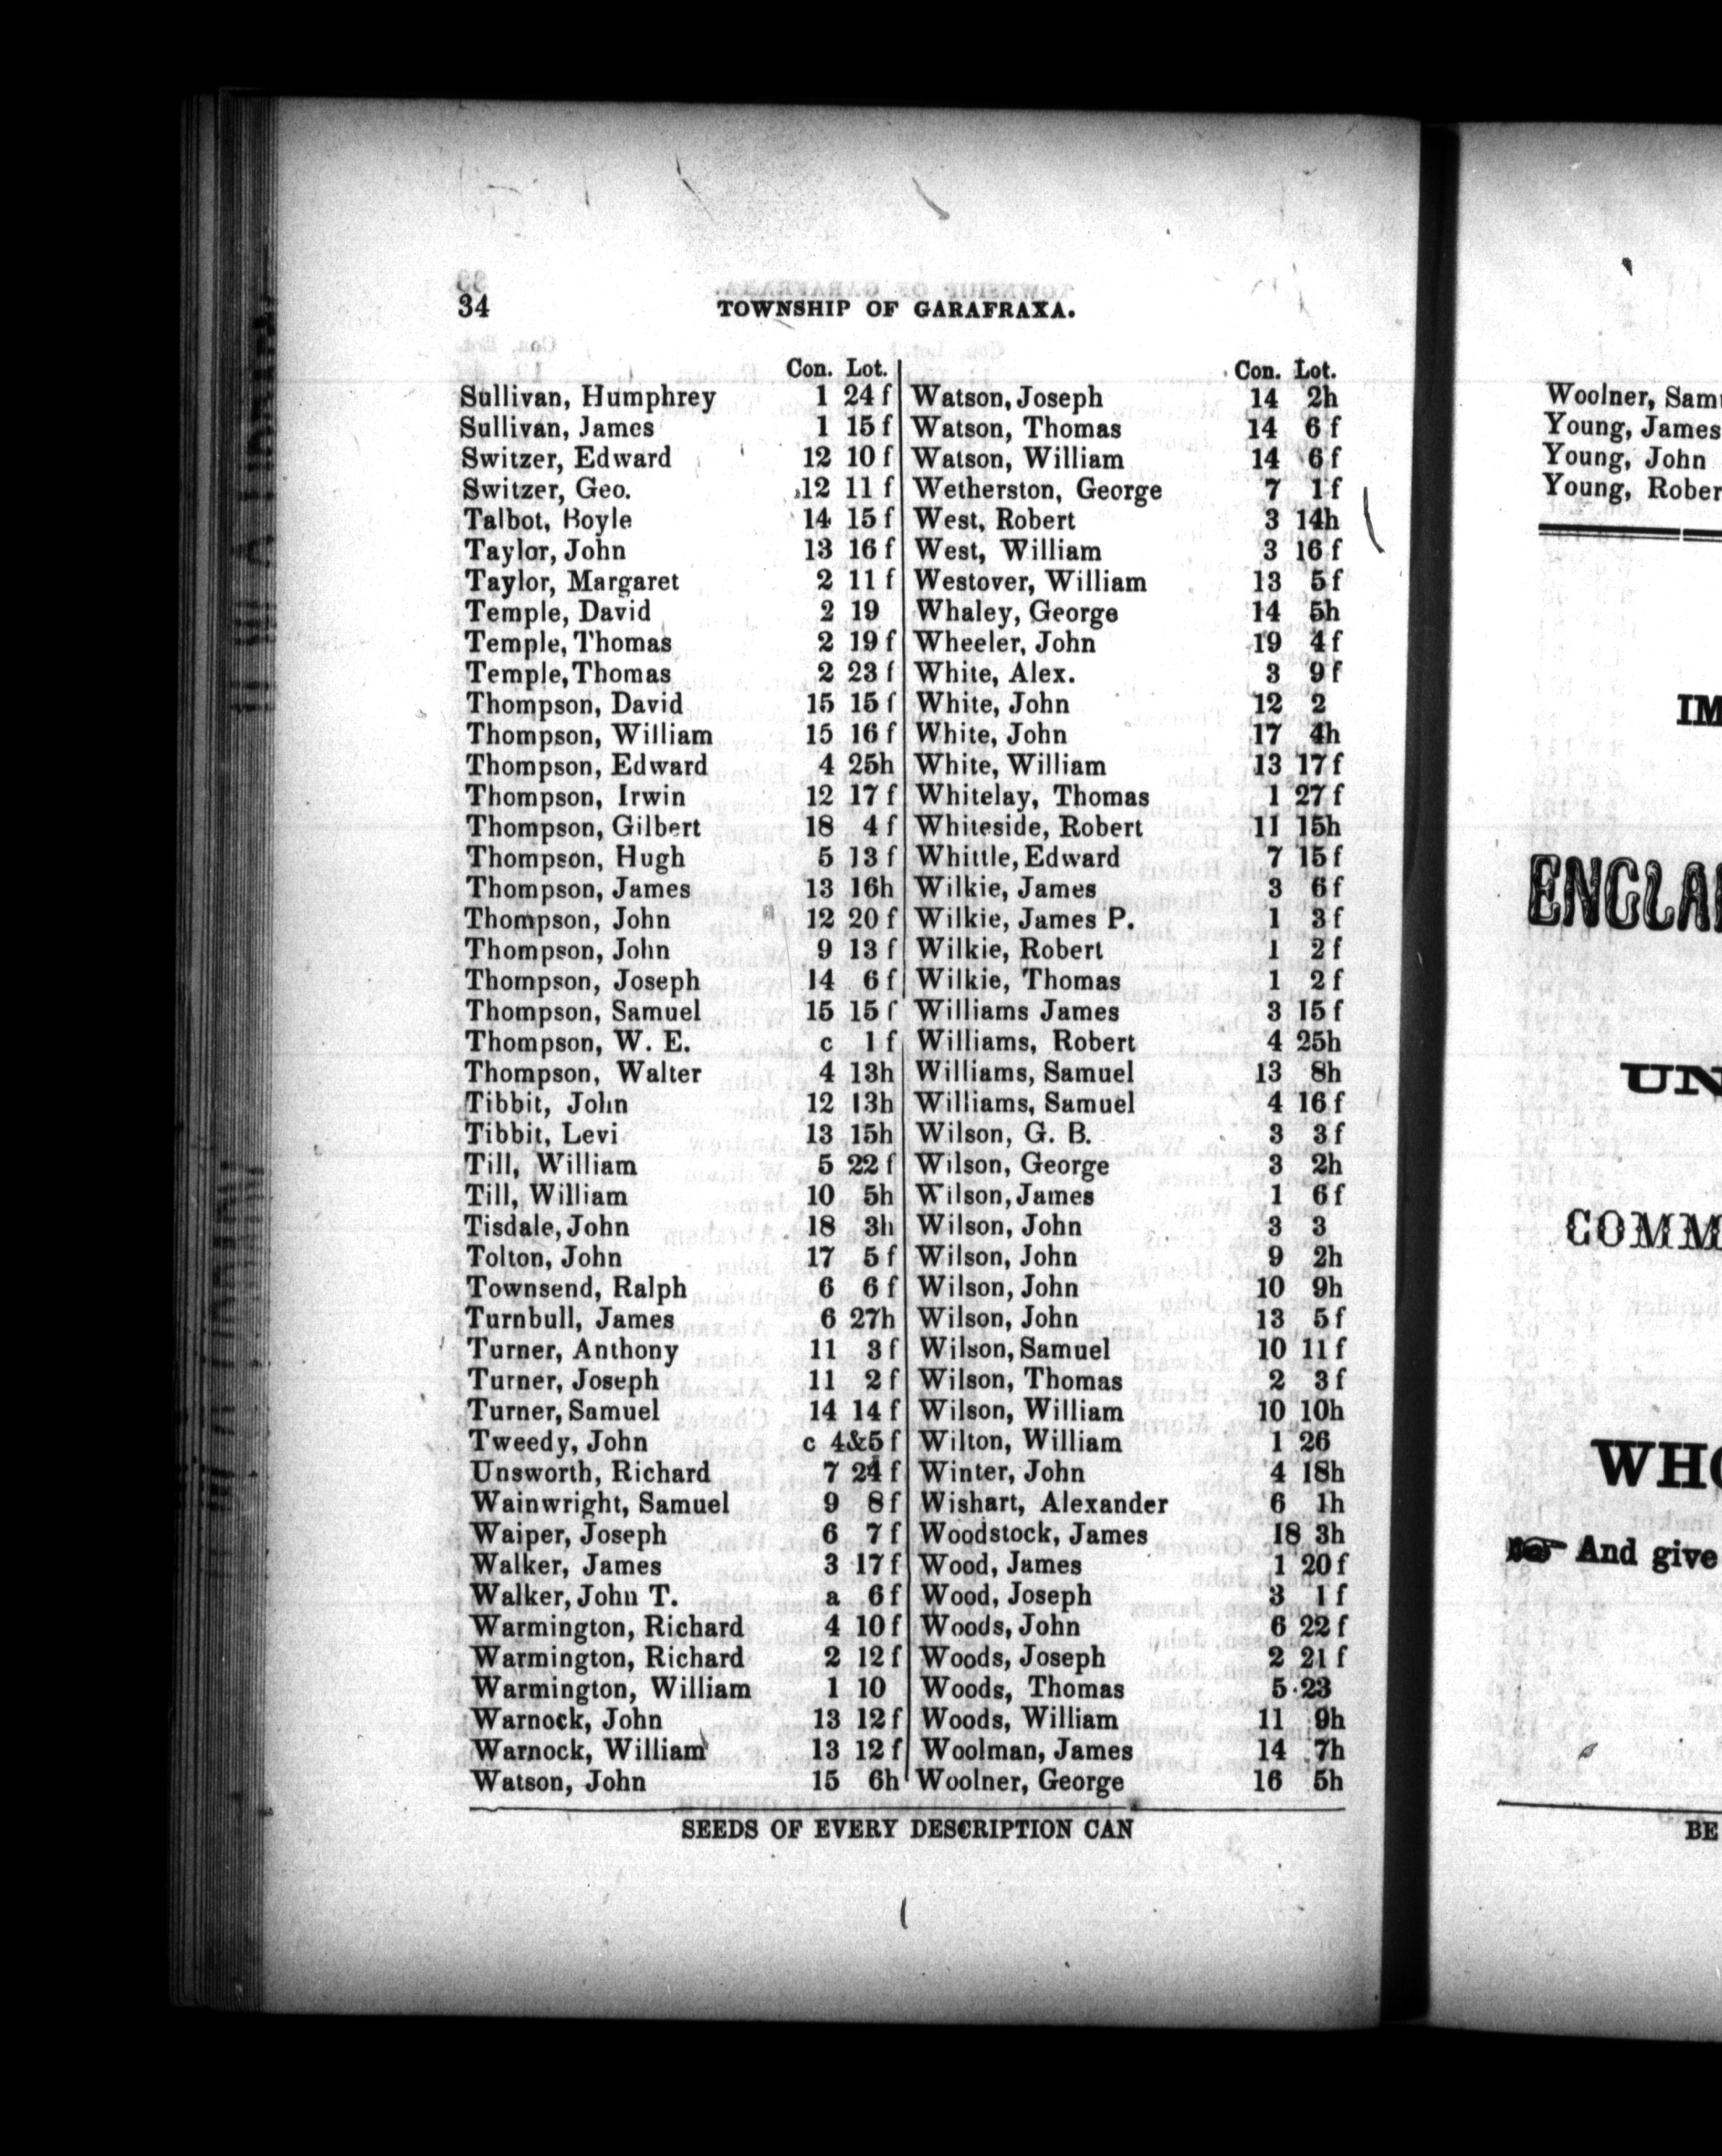 34 TOWNSHIP OF GARAFRAXA.
Con. Lot.
Sullivan, Humphrey 1 24 f
Sullivan, James 1 15 f
Switzer, Edward 12 10 f
Switzer, Geo. 12 11 f
Talbot, Boyle 14 15 f
Taylor, John 13 16 f
Taylor, Margaret 2 11 f
Temple, David 2 19
Temple, Thomas 2 19 f
Temple, Thomas 2 23 f
Thompson, David 15 15 f
Thompson, William 15 16 f
Thompson, Edward 4 25h
Thompson, Irwin 12 17 f
Thompson, Gilbert 18 4 f
Thompson, Hugh 5 13 f
Thompson, James 13 16h
Thompson, John 12 20 f
Thompson, John 9 13 f
Thompson, Joseph 14 6 f
Thompson, Samuel 15 15 f
Thompson, W. E. c 1 f
Thompson, Walter 4 13h
Tibbit, John 12 13h
Tibbit, Levi 13 15h
Till, William 5 22 f
Till, William 10 5h
Tisdale, John 18 3h
Tolton, John 17 5 f
Townsend, Ralph 6 6 f
Turnbull, James 6 27h
Turner, Anthony 11 3 f
Turner, Joseph 11 2 f
Turner, Samuel 14 14 f
Tweedy, John c 4&5 f
Unsworth, Richard 7 24 f
Wainwright, Samuel 9 8 f
Waiper, Joseph 6 7 f
Walker, James 3 17 f
Walker, John T. a 6 f
Warmington, Richard 4 10 f
Warmington, Richard 2 12 f
Warmington, William 1 10
Warnock, John 13 12 f
Warnock, William 13 12 f
Watson, John 15 6h
Con. Lot.
Watson, Joseph 14 2h
Watson, Thomas 14 6 f
Watson, William 14 6 f
Wetherston, George 7 1 f
West, Robert 3 14h
West, William 3 16 f
Westover, William 13 5 f
Whaley, George 14 5h
Wheeler, John 19 4 f
White, Alex. 3 9 f
White, John 12 2
White, John 17 4h
White, William 13 17 f
Whitelay, Thomas 1 27 f
Whiteside, Robert 11 15h
Whittle, Edward 7 15 f
Wilkie, James 3 6 f
Wilkie, James P. 1 3 f
Wilkie, Robert 1 2 f
Wilkie, Thomas 1 2 f
Williams James 3 15 f
Williams, Robert 4 25h
Williams, Samuel 13 8h
Williams, Samuel 4 16 f
Wilson, G. B. 3 3 f
Wilson, George 3 2h
Wilson, James 1 6 f
Wilson, John 3 3
Wilson, John 9 2h
Wilson, John 10 9h
Wilson, John 13 5 f
Wilson, Samuel 10 11 f
Wilson, Thomas 2 3 f
Wilson, William 10 10h
Wilton, William 1 26
Winter, John 4 18h
Wishart, Alexander 6 1h
Woodstock, James 18 3h
Wood, James 1 20 f
Wood, Joseph 3 1 f
Woods, John 6 22 f
Woods, Joseph 2 21 f
Woods, Thomas 5 23
Woods, William 11 9h
Woolman, James 14 7h
Woolner, George 16 5h
SEEDS OF EVERY DESCRIPTION CAN
Woolner,
Young, James
Young, John
Young,
And give
BE